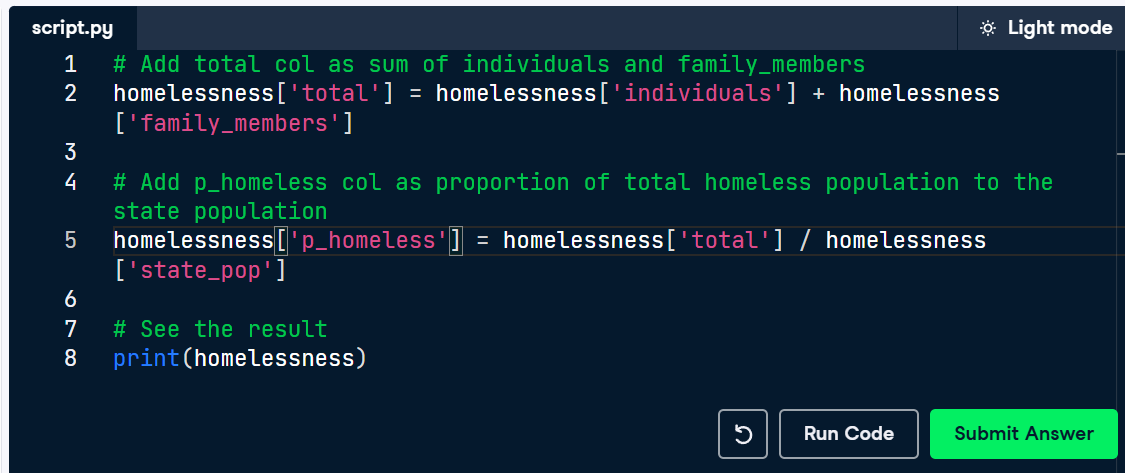 script.py
Light mode
1 # Add total col as sum of individuals and family_members
2 homelessness['total'] = homelessness['individuals'] + homelessness
['family_members']
3
4 # Add p_homeless col as proportion of total homeless population to the
state population
5 homelessness['p_homeless'] = homelessness['total'] / homelessness
['state_pop']
6
7 # See the result
8 print(homelessness)
Run Code
Submit Answer